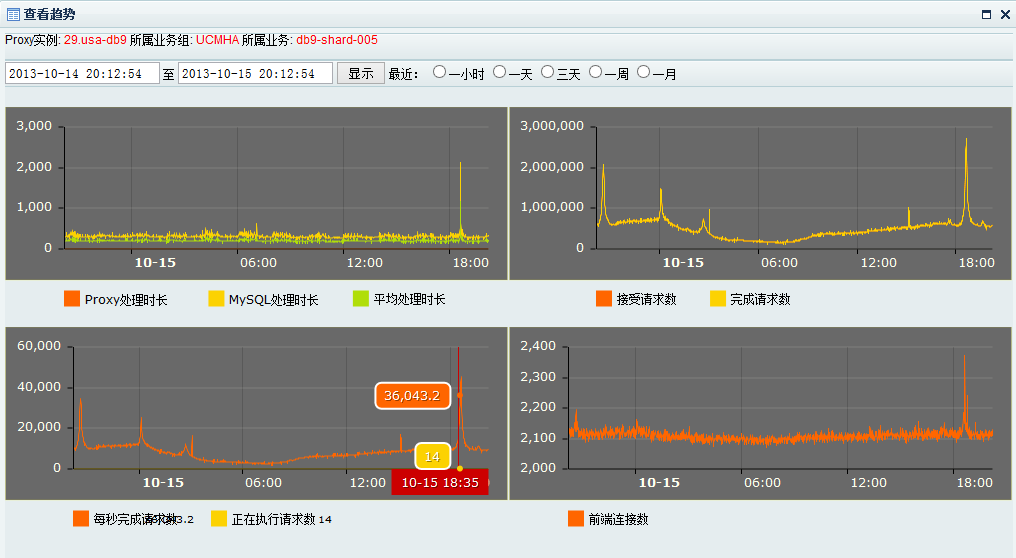 查看趋势
Proxy实例: 29.usa-db9 所属业务组: UCMHA 所属业务: db9-shard-005
2013-10-14 20:12:54 至 2013-10-15 20:12:54 显示 最近: 一小时 一天 三天 一周 一月
3,000
2,000
1,000
0
10-15 06:00 12:00 18:00
Proxy处理时长 MySQL处理时长 平均处理时长
3,000,000
2,000,000
1,000,000
0
10-15 06:00 12:00 18:00
接受请求数 完成请求数
60,000
40,000
36,043.2
20,000
14
0
10-15 06:00 12:00 10-15 18:35
每秒完成请求数 36,043.2 正在执行请求数 14
2,400
2,300
2,200
2,100
2,000
10-15 06:00 12:00 18:00
前端连接数